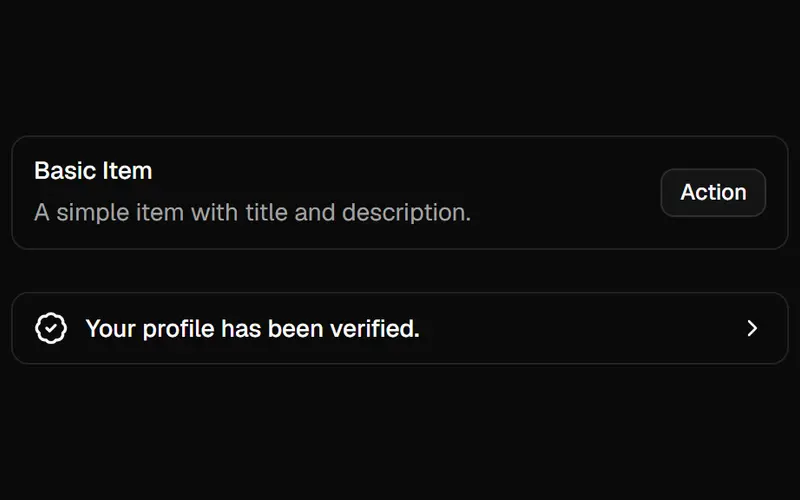 Basic Item
A simple item with title and description.
Action
Your profile has been verified.